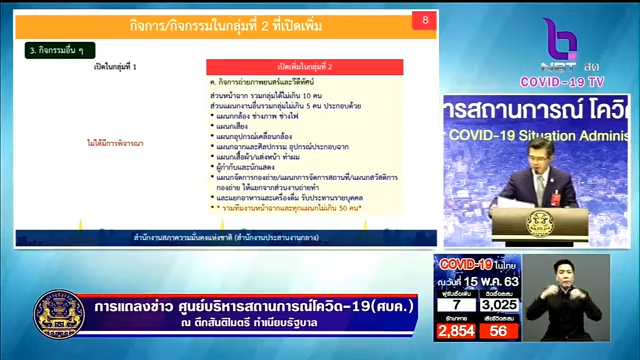 กิจการ/กิจกรรมในกลุ่มที่ 2 ที่เปิดเพิ่ม
8
3. กิจกรรมอื่น ๆ
เปิดในกลุ่มที่ 1
เปิดเพิ่มในกลุ่มที่ 2
ไม่ได้มีการพิจารณา
ค. กิจการถ่ายภาพยนตร์และวีดิทัศน์
ส่วนหน้าฉาก รวมกลุ่มได้ไม่เกิน 10 คน
ส่วนแผนกงานอื่นรวมกลุ่มไม่เกิน 5 คน ประกอบด้วย
• แผนกกล้อง ช่างภาพ ช่างไฟ
• แผนกเสียง
• แผนกอุปกรณ์เคลื่อนกล้อง
• แผนกฉากและศิลปกรรม อุปกรณ์ประกอบฉาก
• แผนกเสื้อผ้า/แต่งหน้า ทำผม
• ผู้กำกับและนักแสดง
• แผนกจัดการกองถ่าย/แผนกการจัดการสถานที่/แผนกสวัสดิการ
กองถ่าย ให้แยกจากส่วนงานถ่ายทำ
• และแยกอาหารและเครื่องดื่ม รับประทานรายบุคคล
• * รวมทีมงานหน้าฉากและทุกแผนกไม่เกิน 50 คน*
สำนักงานสภาความมั่นคงแห่งชาติ (สำนักงานประสานงานกลาง)
NBT สด
COVID-19 TV
ารสถานการณ์ โควิ
COVID-19 Situation Adminis
COVID-19 ในไทย
ณ วันที่ 15 พ.ค. 63
ผู้รับเชื้อเพิ่ม
ติดเชื้อสะสม
7
3,025
รักษาหาย
เสียชีวิตสะสม
2,854
56
การแถลงข่าว ศูนย์บริหารสถานการณ์โควิด-19(ศบค.)
ณ ตึกสันติไมตรี ทำเนียบรัฐบาล